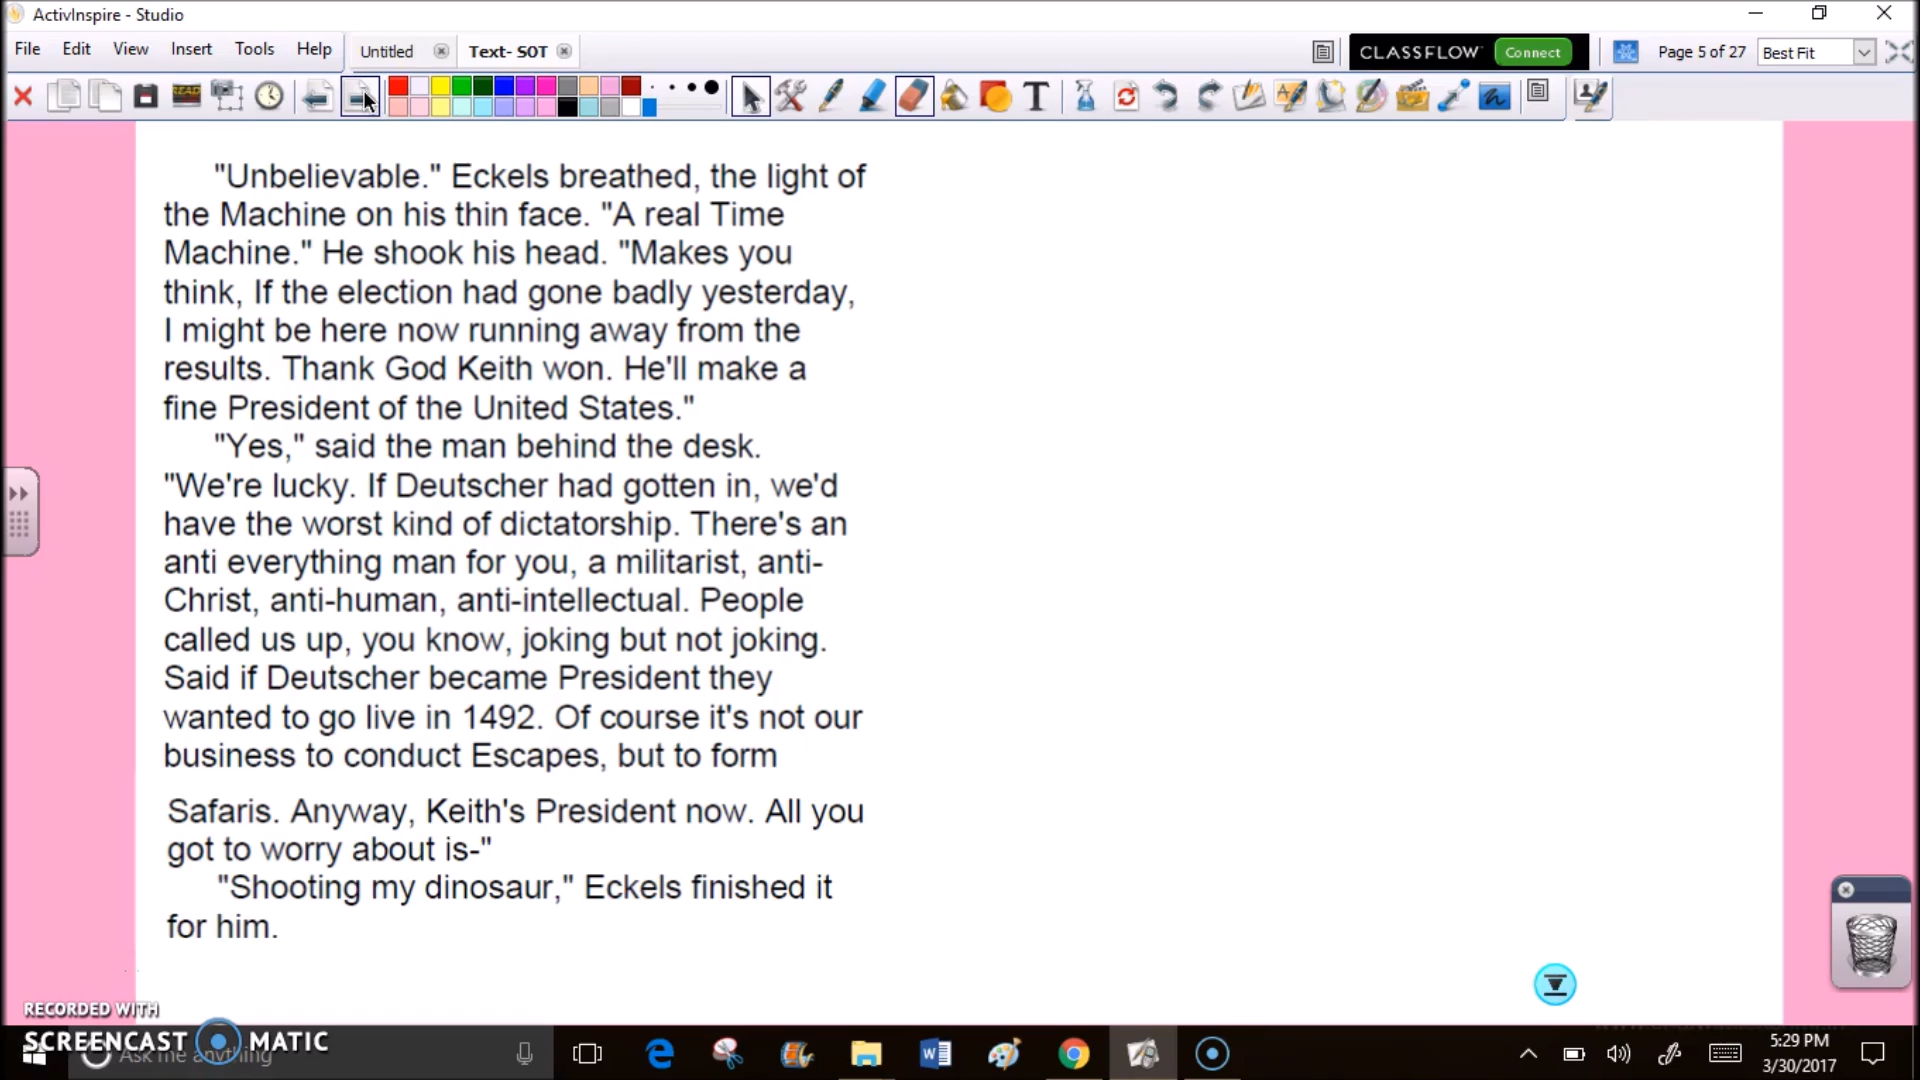 ActivInspire - Studio
File Edit View Insert Tools Help Untitled Text- SOT CLASSFLOW Connect Page 5 of 27 Best Fit
"Unbelievable." Eckels breathed, the light of
the Machine on his thin face. "A real Time
Machine." He shook his head. "Makes you
think, If the election had gone badly yesterday,
I might be here now running away from the
results. Thank God Keith won. He'll make a
fine President of the United States."
"Yes," said the man behind the desk.
"We're lucky. If Deutscher had gotten in, we'd
have the worst kind of dictatorship. There's an
anti everything man for you, a militarist, anti-
Christ, anti-human, anti-intellectual. People
called us up, you know, joking but not joking.
Said if Deutscher became President they
wanted to go live in 1492. Of course it's not our
business to conduct Escapes, but to form
Safaris. Anyway, Keith's President now. All you
got to worry about is-"
"Shooting my dinosaur," Eckels finished it
for him.
RECORDED WITH
SCREENCAST MATIC
Ask me anything
5:29 PM
3/30/2017